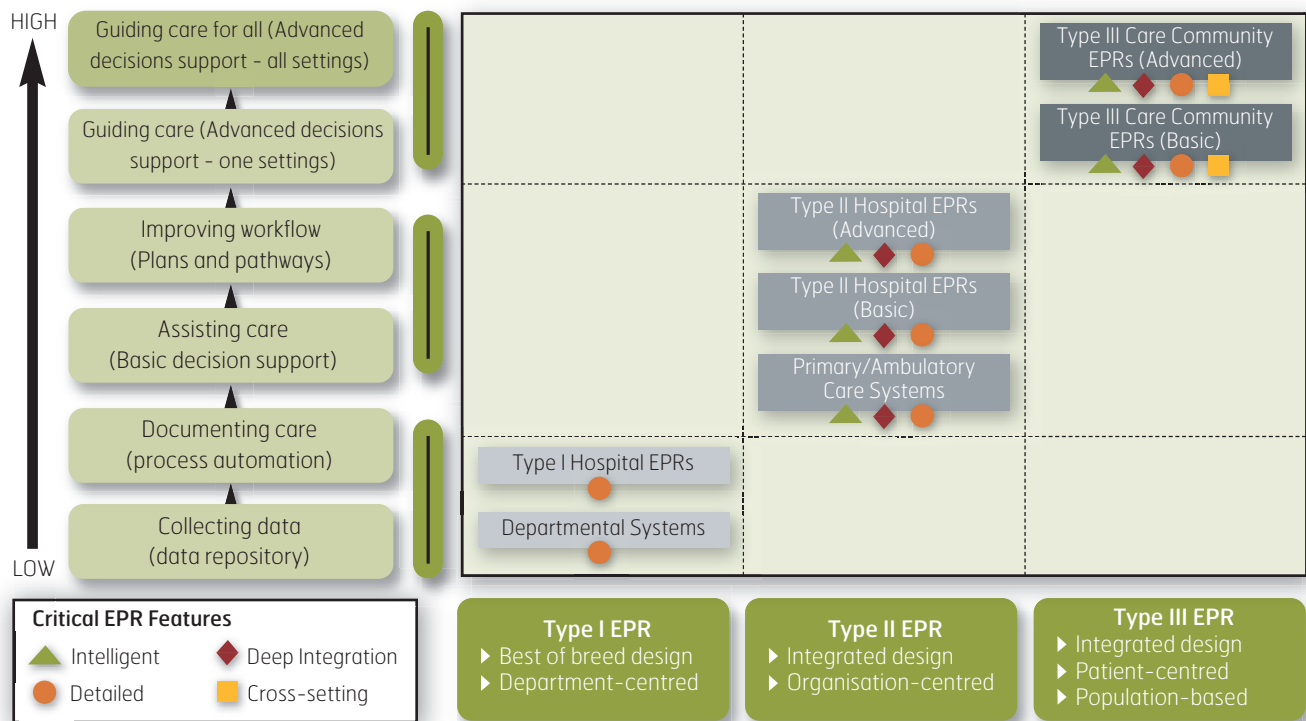 HIGH
Guiding care for all (Advanced
decisions support - all settings)
Guiding care (Advanced decisions
support - one settings)
Improving workflow
(Plans and pathways)
Assisting care
(Basic decision support)
Documenting care
(process automation)
Collecting data
(data repository)
LOW
Type III Care Community
EPRs (Advanced)
Type III Care Community
EPRs (Basic)
Type II Hospital EPRs
(Advanced)
Type II Hospital EPRs
(Basic)
Primary/Ambulatory
Care Systems
Type I Hospital EPRs
Departmental Systems
Critical EPR Features
Intelligent
Deep Integration
Detailed
Cross-setting
Type I EPR
Best of breed design
Department-centred
Type II EPR
Integrated design
Organisation-centred
Type III EPR
Integrated design
Patient-centred
Population-based